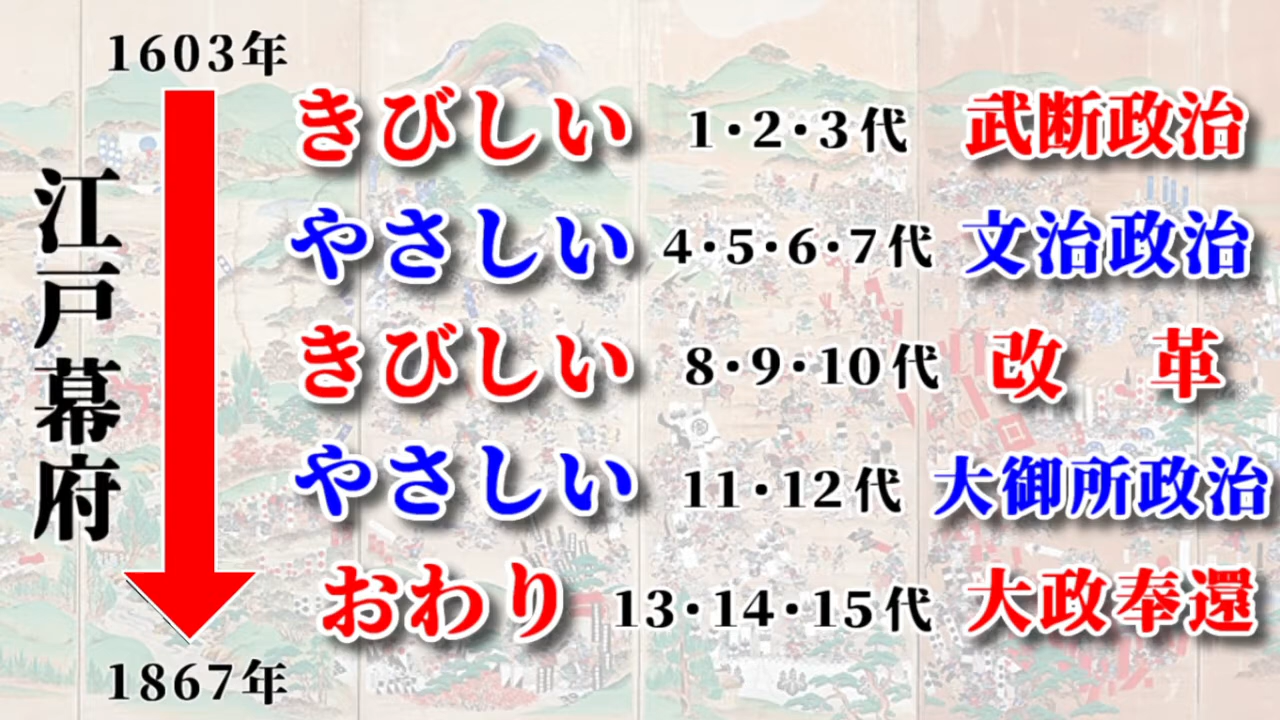 1603年
江戸幕府
1867年
きびしい 1・2・3代 武断政治
やさしい 4・5・6・7代 文治政治
きびしい 8・9・10代 改　革
やさしい 11・12代 大御所政治
おわり 13・14・15代 大政奉還